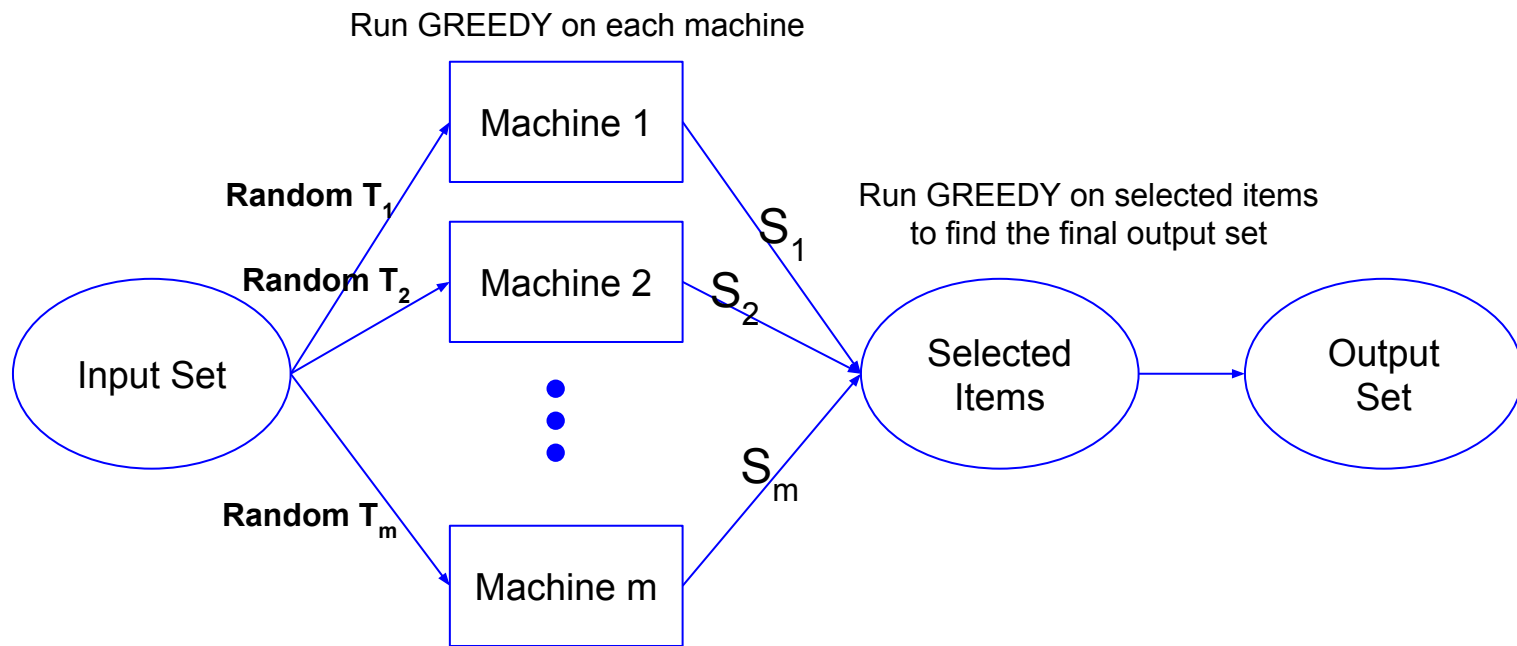 Run GREEDY on each machine
Machine 1
Random T₁
S₁
Run GREEDY on selected items
to find the final output set
Random T₂
Machine 2
S₂
Input Set
Selected
Items
Output
Set
Random Tₘ
Sₘ
Machine m